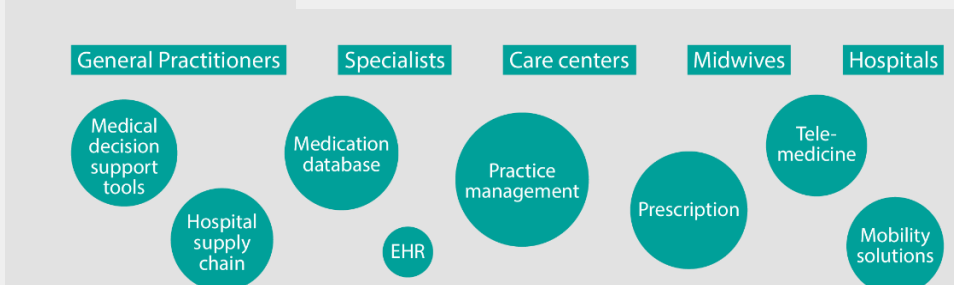 General Practitioners
Specialists
Care centers
Midwives
Hospitals
Medical
decision
support
tools
Medication
database
Practice
management
Tele-
medicine
Hospital
supply
chain
EHR
Prescription
Mobility
solutions